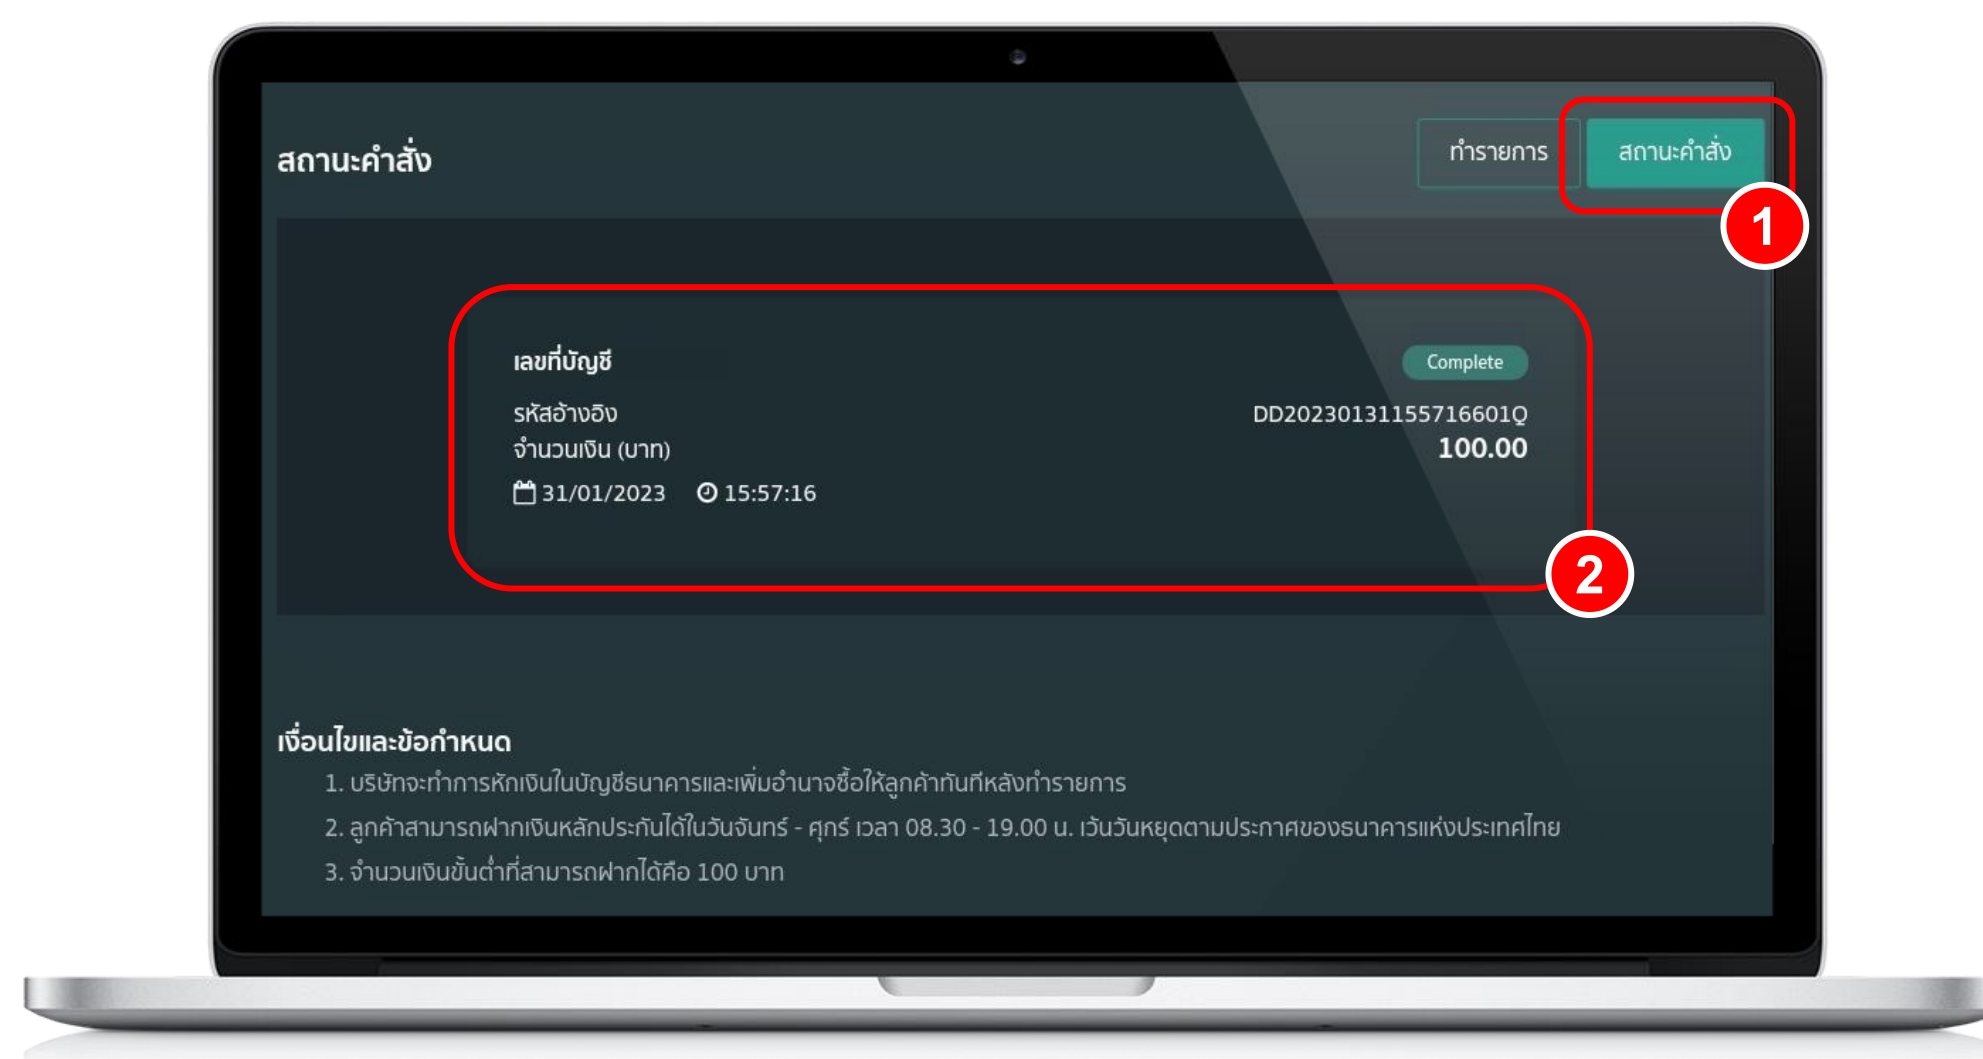 สถานะคำสั่ง
ทำรายการ
สถานะคำสั่ง
1
เลขที่บัญชี
Complete
รหัสอ้างอิง
DD20230131155716601Q
จำนวนเงิน (บาท)
100.00
31/01/2023
15:57:16
2
เงื่อนไขและข้อกำหนด
1. บริษัทจะทำการหักเงินในบัญชีธนาคารและเพิ่มอำนาจซื้อให้ลูกค้าทันทีหลังทำรายการ
2. ลูกค้าสามารถฝากเงินหลักประกันได้ในวันจันทร์ - ศุกร์ เวลา 08.30 - 19.00 น. เว้นวันหยุดตามประกาศของธนาคารแห่งประเทศไทย
3. จำนวนเงินขั้นต่ำที่สามารถฝากได้คือ 100 บาท